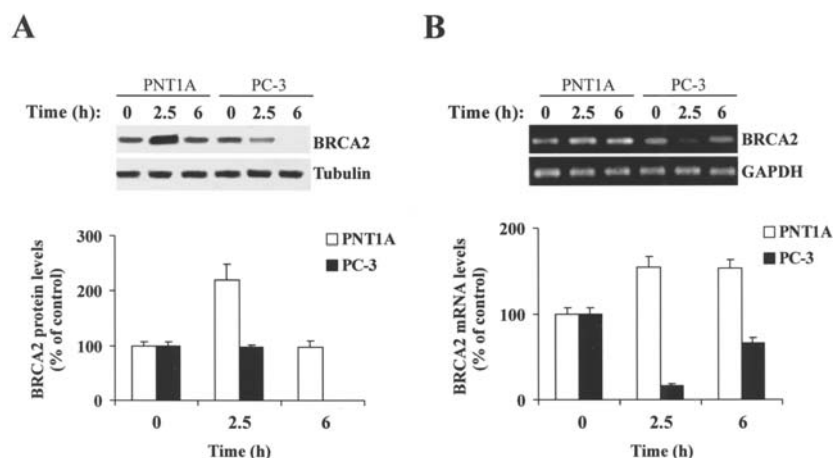 A
PNT1A PC-3
Time (h): 0 2.5 6 0 2.5 6
BRCA2
Tubulin
300
200
100
0
BRCA2 protein levels
(% of control)
PNT1A
PC-3
0 2.5 6
Time (h)
B
PNT1A PC-3
Time (h): 0 2.5 6 0 2.5 6
BRCA2
GAPDH
200
150
100
0
BRCA2 mRNA levels
(% of control)
PNT1A
PC-3
0 2.5 6
Time (h)